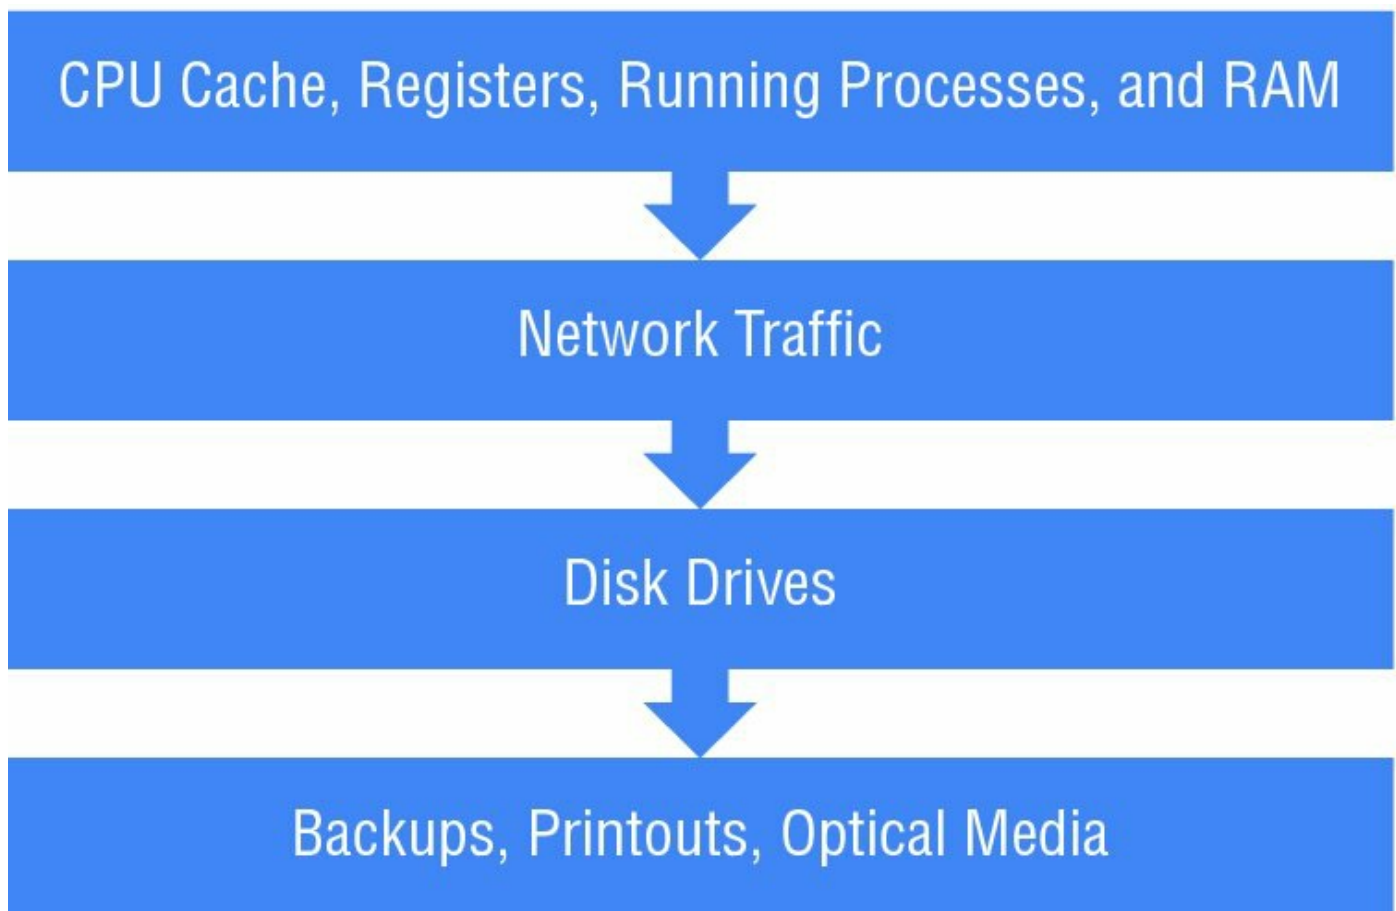 CPU Cache, Registers, Running Processes, and RAM
Network Traffic
Disk Drives
Backups, Printouts, Optical Media